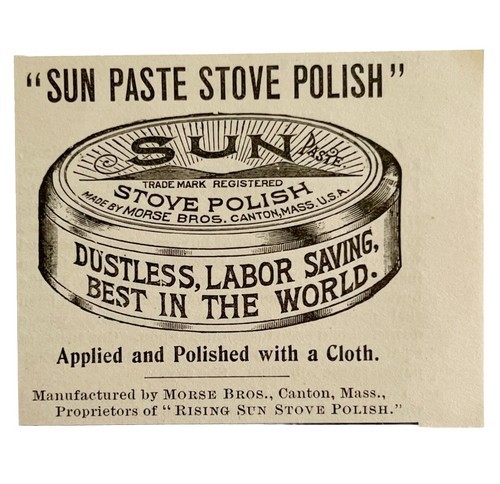 "SUN PASTE STOVE POLISH"
SUN PASTE
TRADE MARK REGISTERED
STOVE POLISH
MADE BY MORSE BROS. CANTON, MASS. U.S.A.
DUSTLESS, LABOR SAVING,
BEST IN THE WORLD.
Applied and Polished with a Cloth.
Manufactured by MORSE BROS., Canton, Mass.,
Proprietors of "RISING SUN STOVE POLISH."